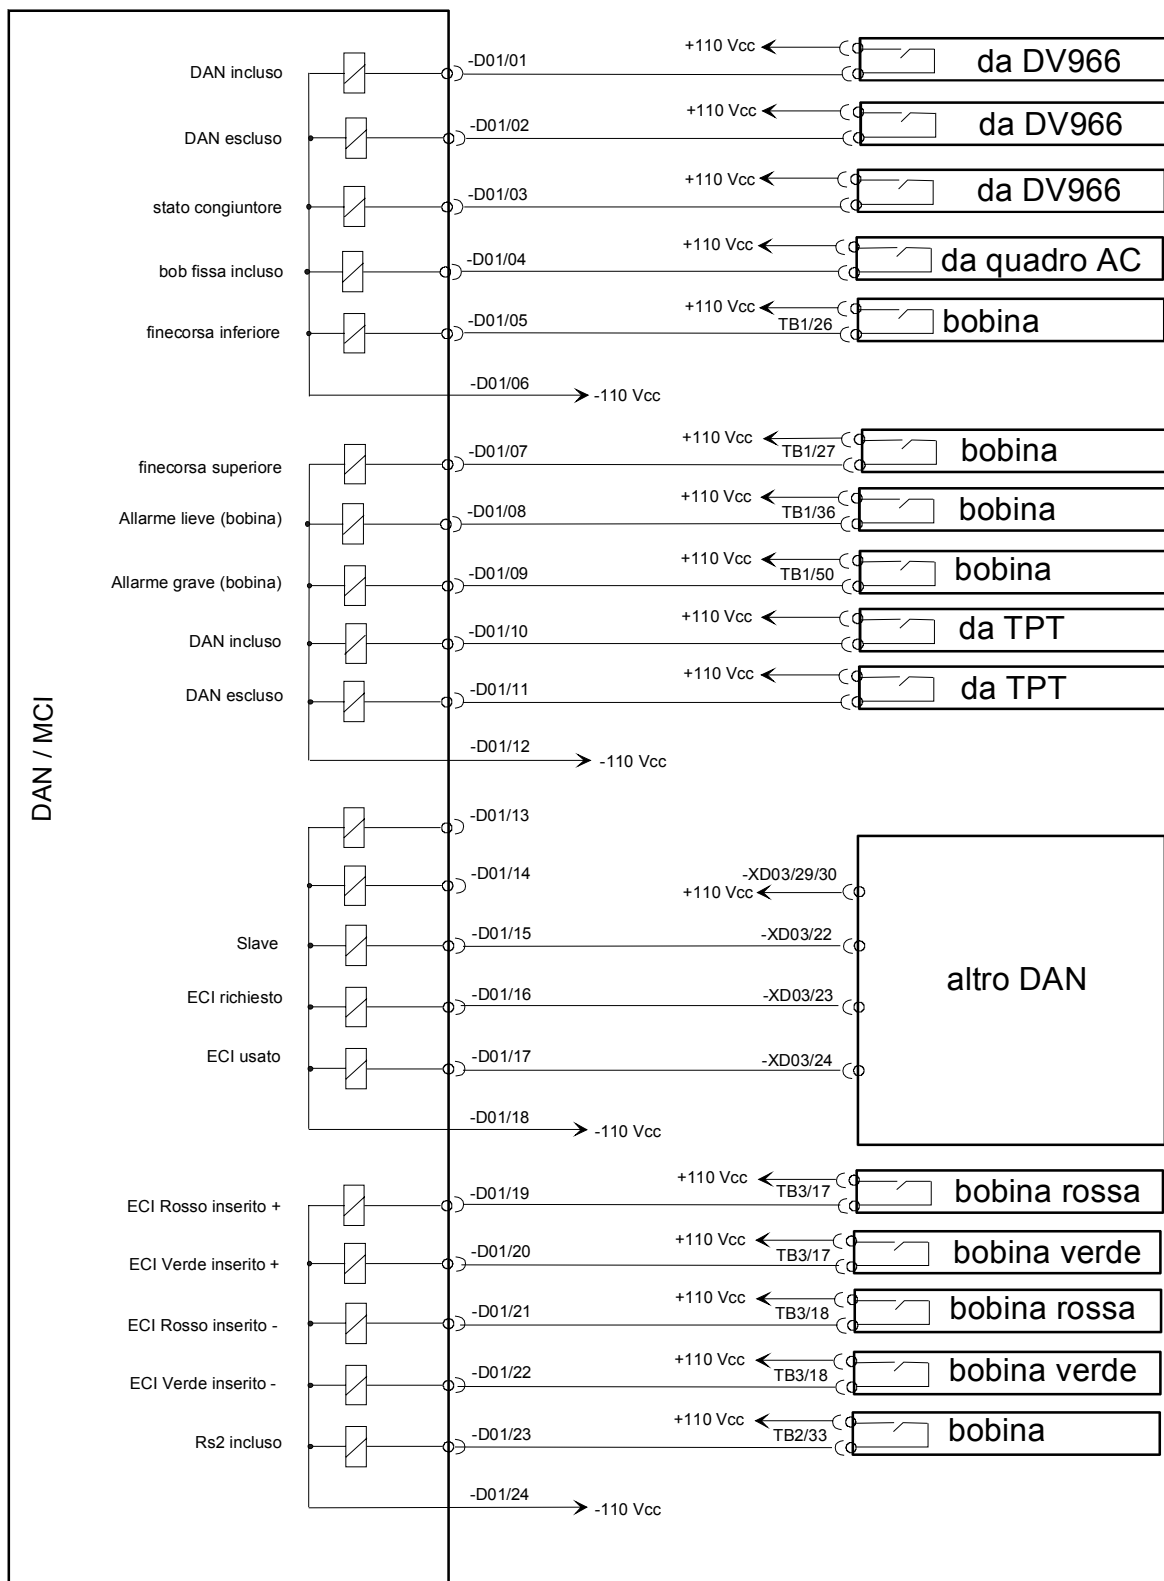 DAN / MCI
+110 Vcc
DAN incluso -D01/01 da DV966
+110 Vcc
DAN escluso -D01/02 da DV966
+110 Vcc
stato congiuntore -D01/03 da DV966
+110 Vcc
bob fissa incluso -D01/04 da quadro AC
+110 Vcc
finecorsa inferiore -D01/05 TB1/26 bobina
-D01/06 -110 Vcc
+110 Vcc
finecorsa superiore -D01/07 TB1/27 bobina
+110 Vcc
Allarme lieve (bobina) -D01/08 TB1/36 bobina
+110 Vcc
Allarme grave (bobina) -D01/09 TB1/50 bobina
+110 Vcc
DAN incluso -D01/10 da TPT
+110 Vcc
DAN escluso -D01/11 da TPT
-D01/12 -110 Vcc
-D01/13
-D01/14 -XD03/29/30
+110 Vcc
Slave -D01/15 -XD03/22
altro DAN
ECI richiesto -D01/16 -XD03/23
ECI usato -D01/17 -XD03/24
-D01/18 -110 Vcc
+110 Vcc
ECI Rosso inserito + -D01/19 TB3/17 bobina rossa
+110 Vcc
ECI Verde inserito + -D01/20 TB3/17 bobina verde
+110 Vcc
ECI Rosso inserito - -D01/21 TB3/18 bobina rossa
+110 Vcc
ECI Verde inserito - -D01/22 TB3/18 bobina verde
+110 Vcc
Rs2 incluso -D01/23 TB2/33 bobina
-D01/24 -110 Vcc